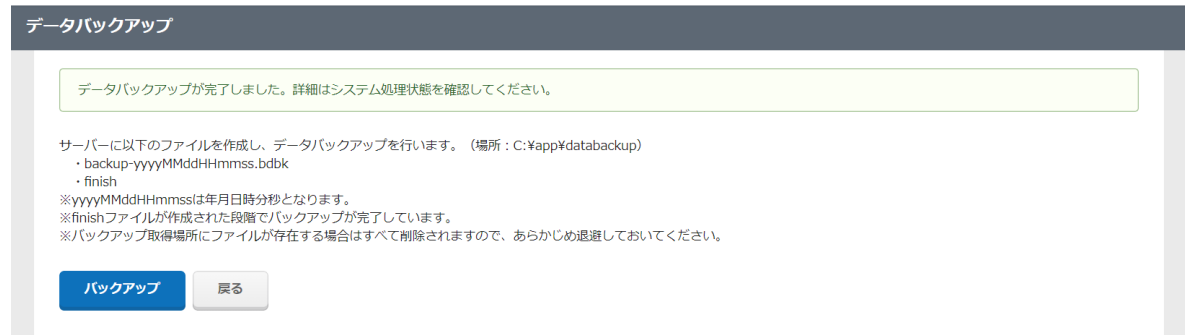 データバックアップ
データバックアップが完了しました。詳細はシステム処理状態を確認してください。
サーバーに以下のファイルを作成し、データバックアップを行います。（場所：C:¥app¥databackup）
・backup-yyyyMMddHHmmss.bdbk
・finish
※yyyyMMddHHmmssは年月日時分秒となります。
※finishファイルが作成された段階でバックアップが完了しています。
※バックアップ取得場所にファイルが存在する場合はすべて削除されますので、あらかじめ退避しておいてください。
バックアップ
戻る